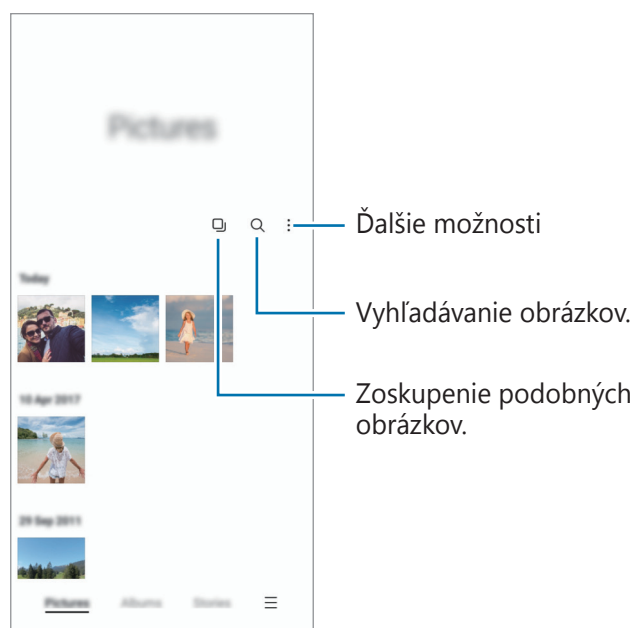 Pictures
Ďalšie možnosti
Today
Vyhľadávanie obrázkov.
Zoskupenie podobných
obrázkov.
10 Apr 2017
29 Sep 2011
Pictures Albums Stories